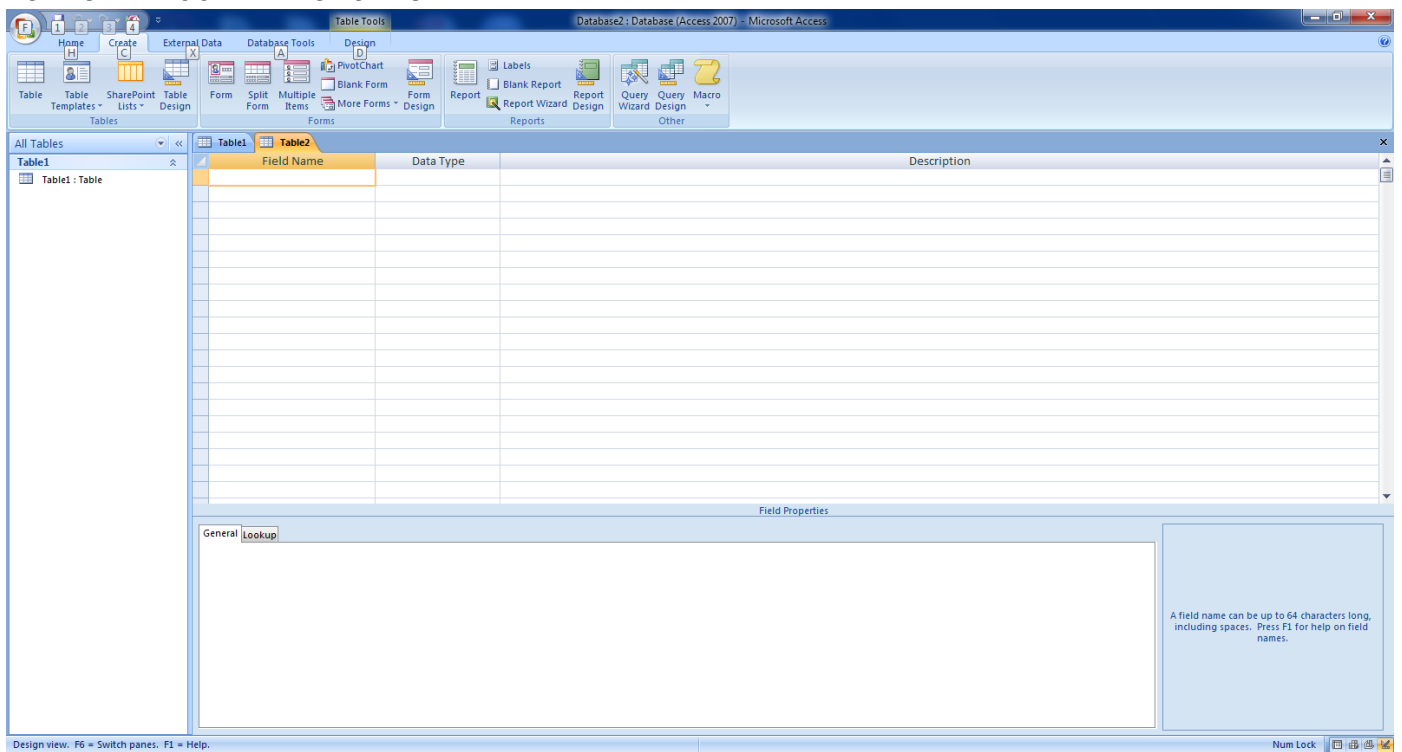 Table Tools
Database2 : Database (Access 2007) - Microsoft Access
F 1 2 3 4
Home Create External Data Database Tools Design
H C X A D
Table
Table Templates
SharePoint Lists
Table Design
Form
Split Form
Multiple Items
PivotChart
Blank Form
More Forms
Form Design
Report
Labels
Blank Report
Report Wizard
Report Design
Query Wizard
Query Design
Macro
Tables Forms Reports Other
All Tables «
Table1 Table2
Table1
Table1 : Table
Field Name Data Type Description
Field Properties
General Lookup
A field name can be up to 64 characters long,
including spaces. Press F1 for help on field
names.
Design view. F6 = Switch panes. F1 = Help.
Num Lock